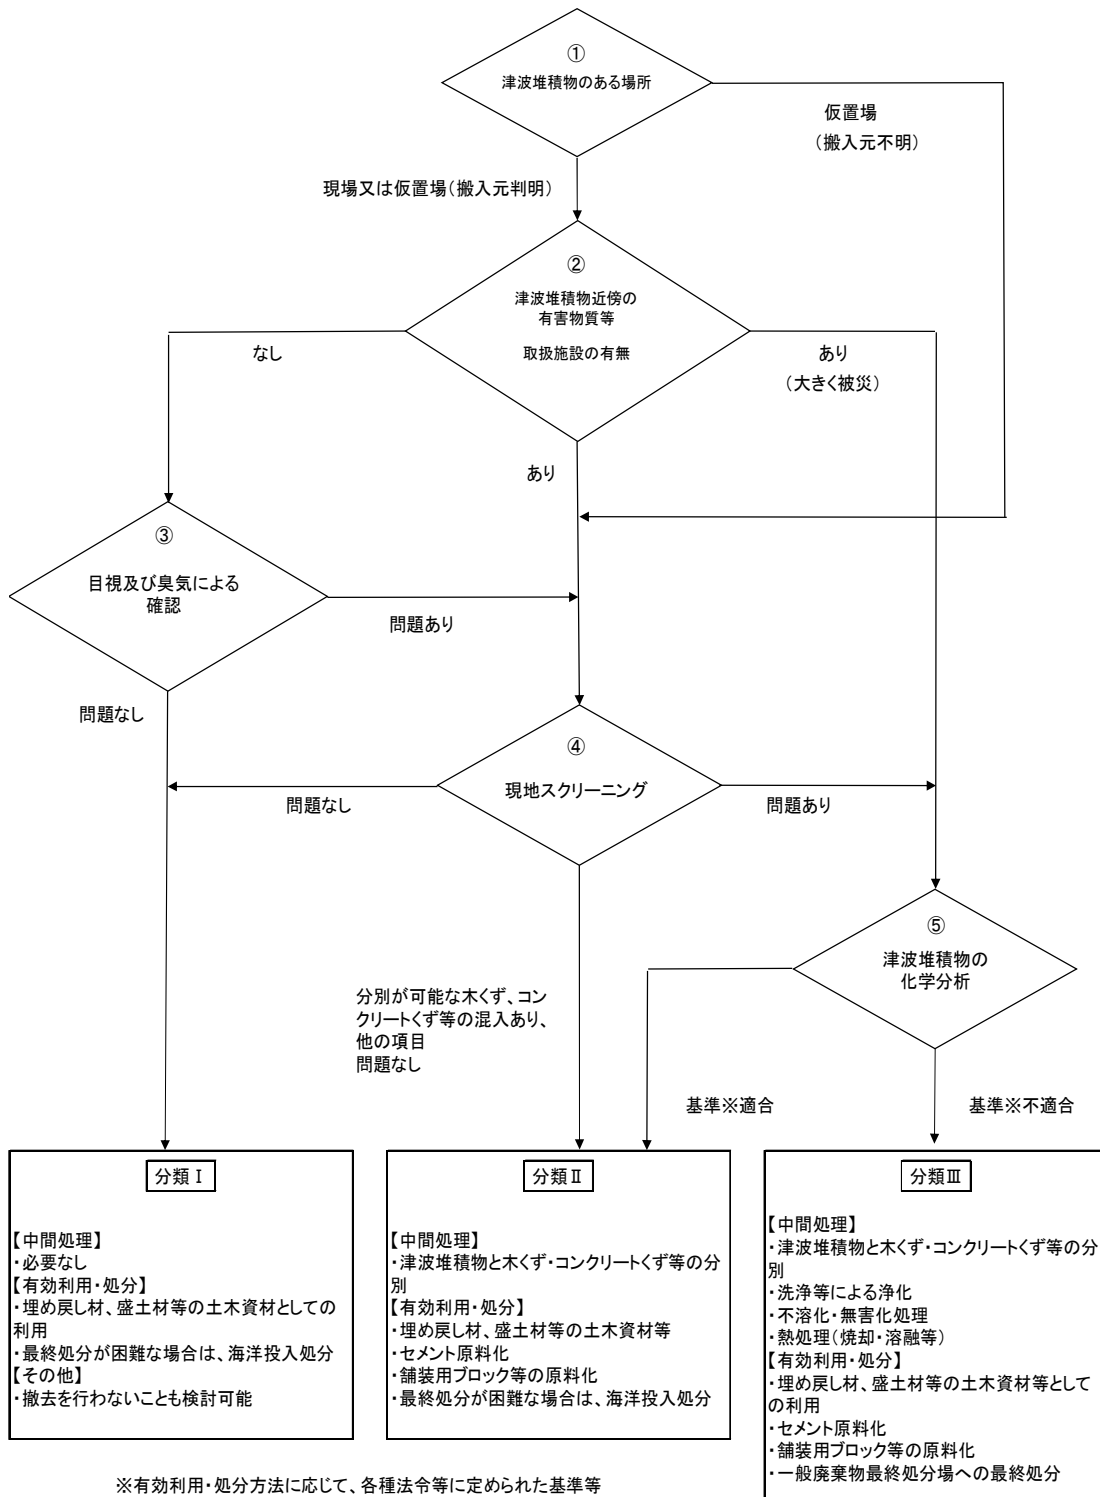 ①
津波堆積物のある場所
仮置場
（搬入元不明）
現場又は仮置場（搬入元判明）
②
津波堆積物近傍の
有害物質等
取扱施設の有無
なし
あり
（大きく被災）
あり
③
目視及び臭気による
確認
問題あり
問題なし
④
現地スクリーニング
問題なし
問題あり
⑤
津波堆積物の
化学分析
分別が可能な木くず、コン
クリートくず等の混入あり、
他の項目
問題なし
基準※適合
基準※不適合
分類Ⅰ
【中間処理】
・必要なし
【有効利用・処分】
・埋め戻し材、盛土材等の土木資材としての
利用
・最終処分が困難な場合は、海洋投入処分
【その他】
・撤去を行わないことも検討可能
分類Ⅱ
【中間処理】
・津波堆積物と木くず・コンクリートくず等の分
別
【有効利用・処分】
・埋め戻し材、盛土材等の土木資材等
・セメント原料化
・舗装用ブロック等の原料化
・最終処分が困難な場合は、海洋投入処分
分類Ⅲ
【中間処理】
・津波堆積物と木くず・コンクリートくず等の分
別
・洗浄等による浄化
・不溶化・無害化処理
・熱処理（焼却・溶融等）
【有効利用・処分】
・埋め戻し材、盛土材等の土木資材等として
の利用
・セメント原料化
・舗装用ブロック等の原料化
・一般廃棄物最終処分場への最終処分
※有効利用・処分方法に応じて、各種法令等に定められた基準等